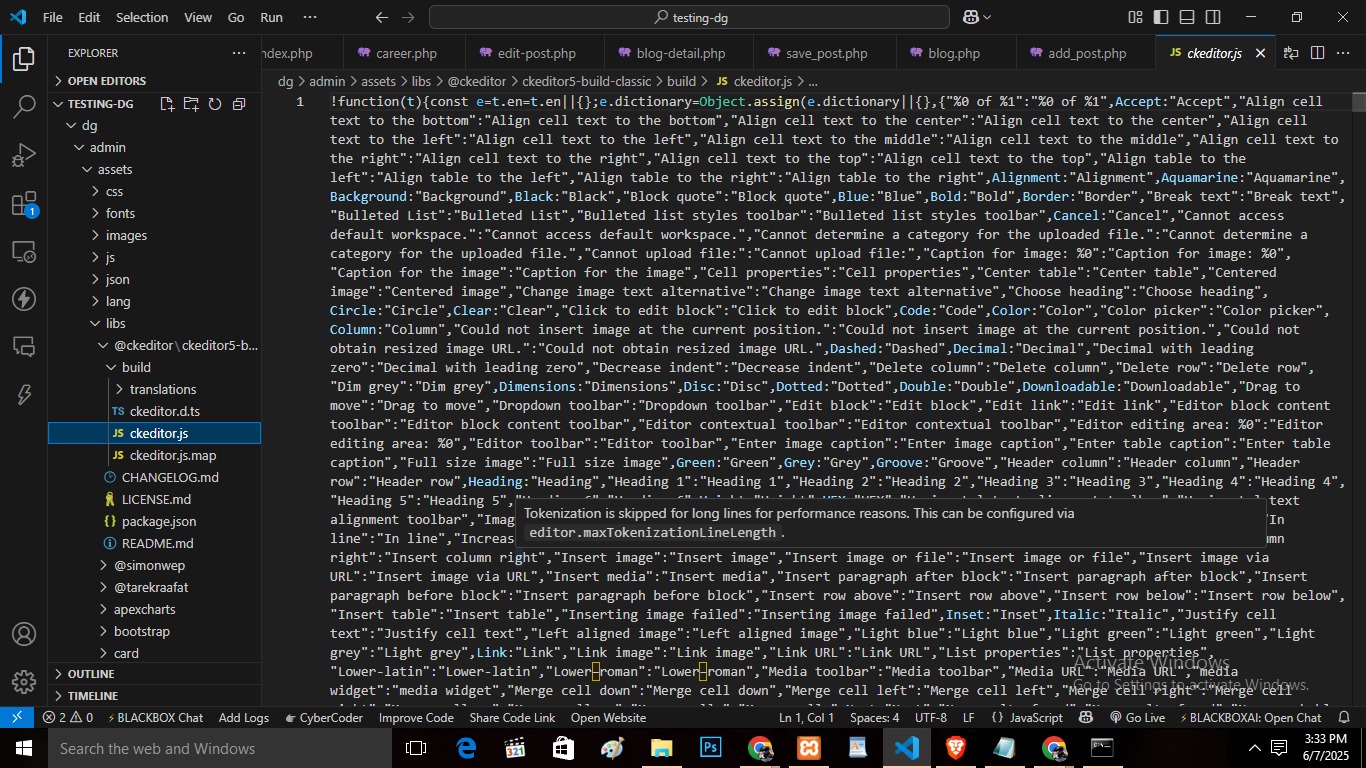 File Edit Selection View Go Run ··· testing-dg
EXPLORER ···
ndex.php career.php edit-post.php blog-detail.php save_post.php blog.php add_post.php JS ckeditor.js
OPEN EDITORS
TESTING-DG
dg
admin
assets
css
fonts
images
js
json
lang
libs
@ckeditor\ckeditor5-b...
build
translations
TS ckeditor.d.ts
JS ckeditor.js
JS ckeditor.js.map
CHANGELOG.md
LICENSE.md
{} package.json
README.md
@simonwep
@tarekraafat
apexcharts
bootstrap
card
OUTLINE
TIMELINE
1
dg > admin > assets > libs > @ckeditor > ckeditor5-build-classic > build > JS ckeditor.js > ...
1 !function(t){const e=t.en=t.en||{};e.dictionary=Object.assign(e.dictionary||{},{"%0 of %1":"%0 of %1",Accept:"Accept","Align cell
text to the bottom":"Align cell text to the bottom","Align cell text to the center":"Align cell text to the center","Align cell
text to the left":"Align cell text to the left","Align cell text to the middle":"Align cell text to the middle","Align cell text to
the right":"Align cell text to the right","Align cell text to the top":"Align cell text to the top","Align table to the
left":"Align table to the left","Align table to the right":"Align table to the right",Alignment:"Alignment",Aquamarine:"Aquamarine",
Background:"Background",Black:"Black","Block quote":"Block quote",Blue:"Blue",Bold:"Bold",Border:"Border","Break text":"Break text",
"Bulleted List":"Bulleted List","Bulleted list styles toolbar":"Bulleted list styles toolbar",Cancel:"Cancel","Cannot access
default workspace.":"Cannot access default workspace.","Cannot determine a category for the uploaded file.":"Cannot determine a
category for the uploaded file.","Cannot upload file:":"Cannot upload file:","Caption for image: %0":"Caption for image: %0",
"Caption for the image":"Caption for the image","Cell properties":"Cell properties","Center table":"Center table","Centered
image":"Centered image","Change image text alternative":"Change image text alternative","Choose heading":"Choose heading",
Circle:"Circle",Clear:"Clear","Click to edit block":"Click to edit block",Code:"Code",Color:"Color","Color picker":"Color picker",
Column:"Column","Could not insert image at the current position.":"Could not insert image at the current position.","Could not
obtain resized image URL.":"Could not obtain resized image URL.",Dashed:"Dashed",Decimal:"Decimal","Decimal with leading
zero":"Decimal with leading zero","Decrease indent":"Decrease indent","Delete column":"Delete column","Delete row":"Delete row",
"Dim grey":"Dim grey",Dimensions:"Dimensions",Disc:"Disc",Dotted:"Dotted",Double:"Double",Downloadable:"Downloadable","Drag to
move":"Drag to move","Dropdown toolbar":"Dropdown toolbar","Edit block":"Edit block","Edit link":"Edit link","Editor block content
toolbar":"Editor block content toolbar","Editor contextual toolbar":"Editor contextual toolbar","Editor editing area: %0":"Editor
editing area: %0","Editor toolbar":"Editor toolbar","Enter image caption":"Enter image caption","Enter table caption":"Enter table
caption","Full size image":"Full size image",Green:"Green",Grey:"Grey",Groove:"Groove","Header column":"Header column","Header
row":"Header row",Heading:"Heading","Heading 1":"Heading 1","Heading 2":"Heading 2","Heading 3":"Heading 3","Heading 4":"Heading 4",
"Heading 5":"Heading 5", l text
alignment toolbar","Imag "In
line":"In line","Increas mn
Tokenization is skipped for long lines for performance reasons. This can be configured via
editor.maxTokenizationLineLength .
right":"Insert column right","Insert image":"Insert image","Insert image or file":"Insert image or file","Insert image via
URL":"Insert image via URL","Insert media":"Insert media","Insert paragraph after block":"Insert paragraph after block","Insert
paragraph before block":"Insert paragraph before block","Insert row above":"Insert row above","Insert row below":"Insert row below",
"Insert table":"Insert table","Inserting image failed":"Inserting image failed",Inset:"Inset",Italic:"Italic","Justify cell
text":"Justify cell text","Left aligned image":"Left aligned image","Light blue":"Light blue","Light green":"Light green","Light
grey":"Light grey",Link:"Link","Link image":"Link image","Link URL":"Link URL","List properties":"List properties",
"Lower-latin":"Lower-latin","Lower–roman":"Lower–roman","Media toolbar":"Media toolbar","Media URL":"Media URL","media
widget":"media widget","Merge cell down":"Merge cell down","Merge cell left":"Merge cell left","Merge cell right":"Merge cell
Activate Windows
Go to Settings to activate Windows.
2 0 BLACKBOX Chat Add Logs CyberCoder Improve Code Share Code Link Open Website Ln 1, Col 1 Spaces: 4 UTF-8 LF {} JavaScript Go Live BLACKBOXAI: Open Chat
Search the web and Windows
3:33 PM
6/7/2025